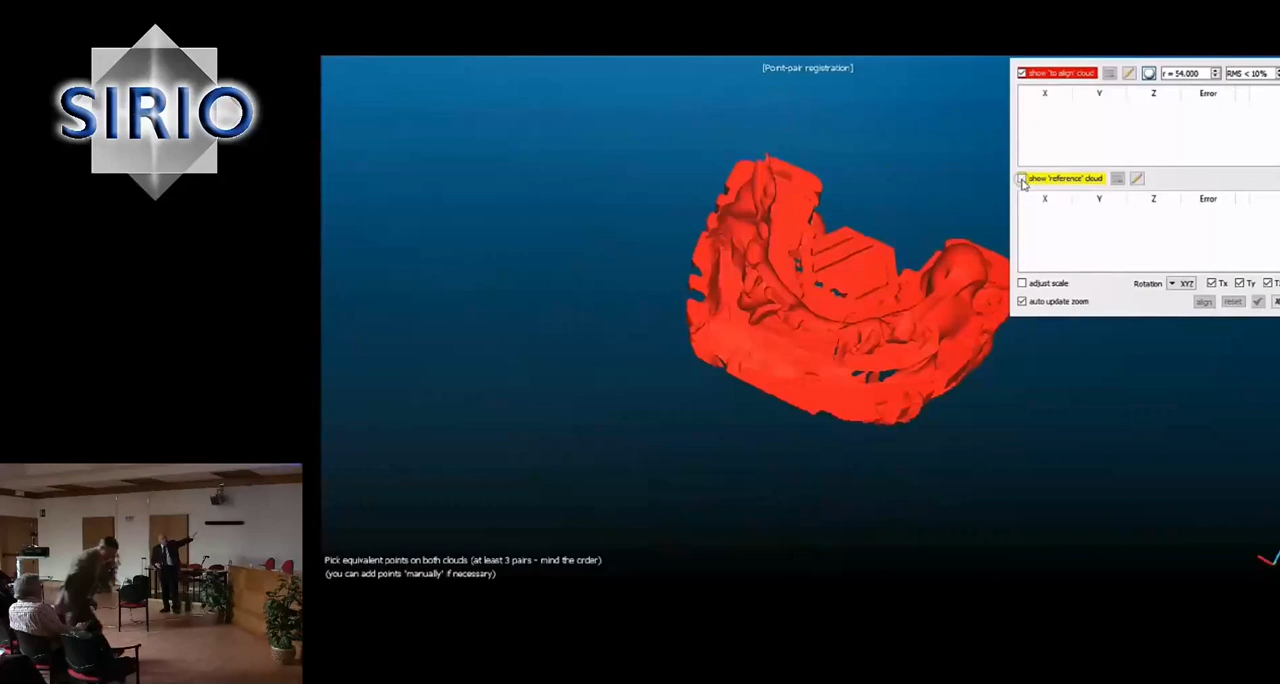 SIRIO
[Point-pair registration]
show 'to align' cloud
r = 54.000
RMS < 10%
X Y Z Error
show 'reference' cloud
X Y Z Error
adjust scale
Rotation
XYZ
Tx
Ty
auto update zoom
align
reset
Pick equivalent points on both clouds (at least 3 pairs - mind the order)
(you can add points 'manually' if necessary)